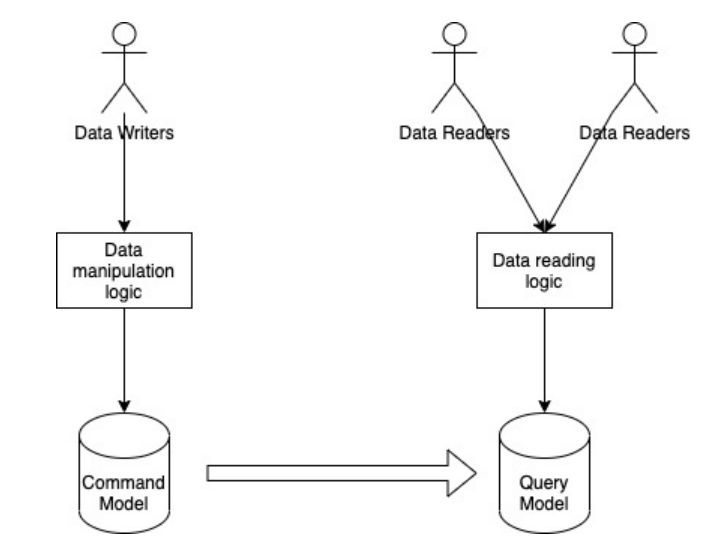 Data Writers
Data Readers
Data Readers
Data
manipulation
logic
Data reading
logic
Command
Model
Query
Model